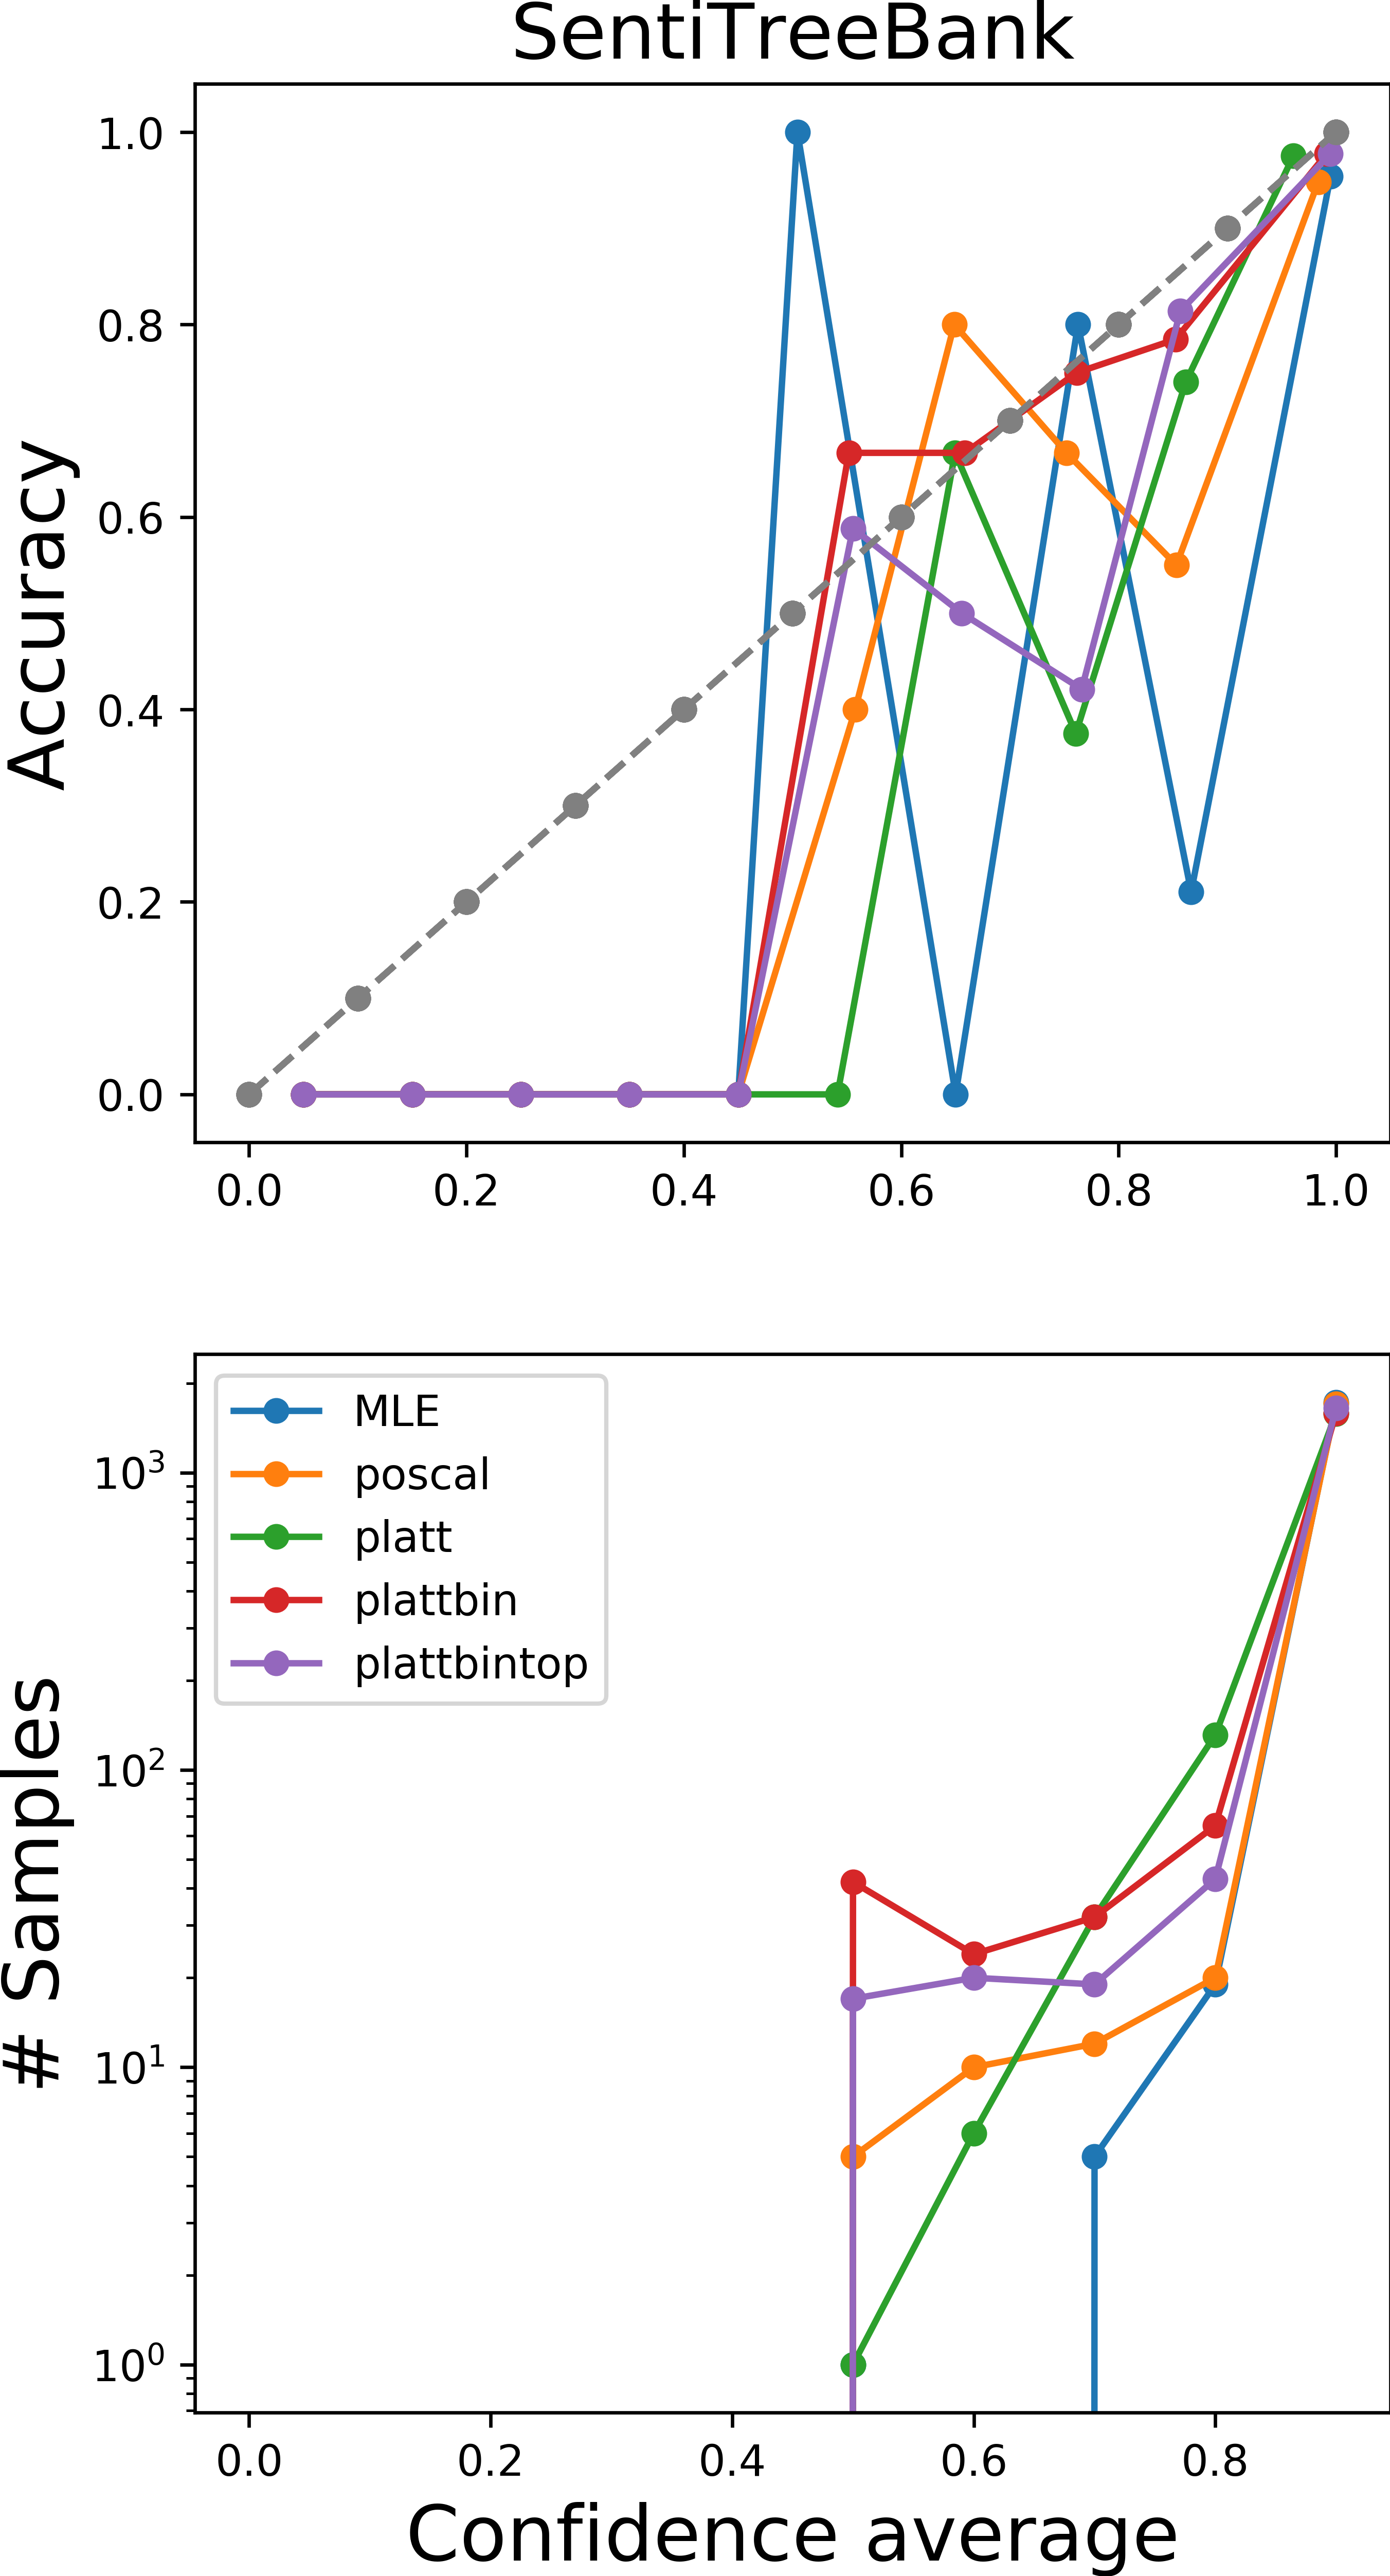 SentiTreeBank
Accuracy
1.0
0.8
0.6
0.4
0.2
0.0
0.0 0.2 0.4 0.6 0.8 1.0
# Samples
10³
10²
10¹
10⁰
MLE
poscal
platt
plattbin
plattbintop
0.0 0.2 0.4 0.6 0.8
Confidence average